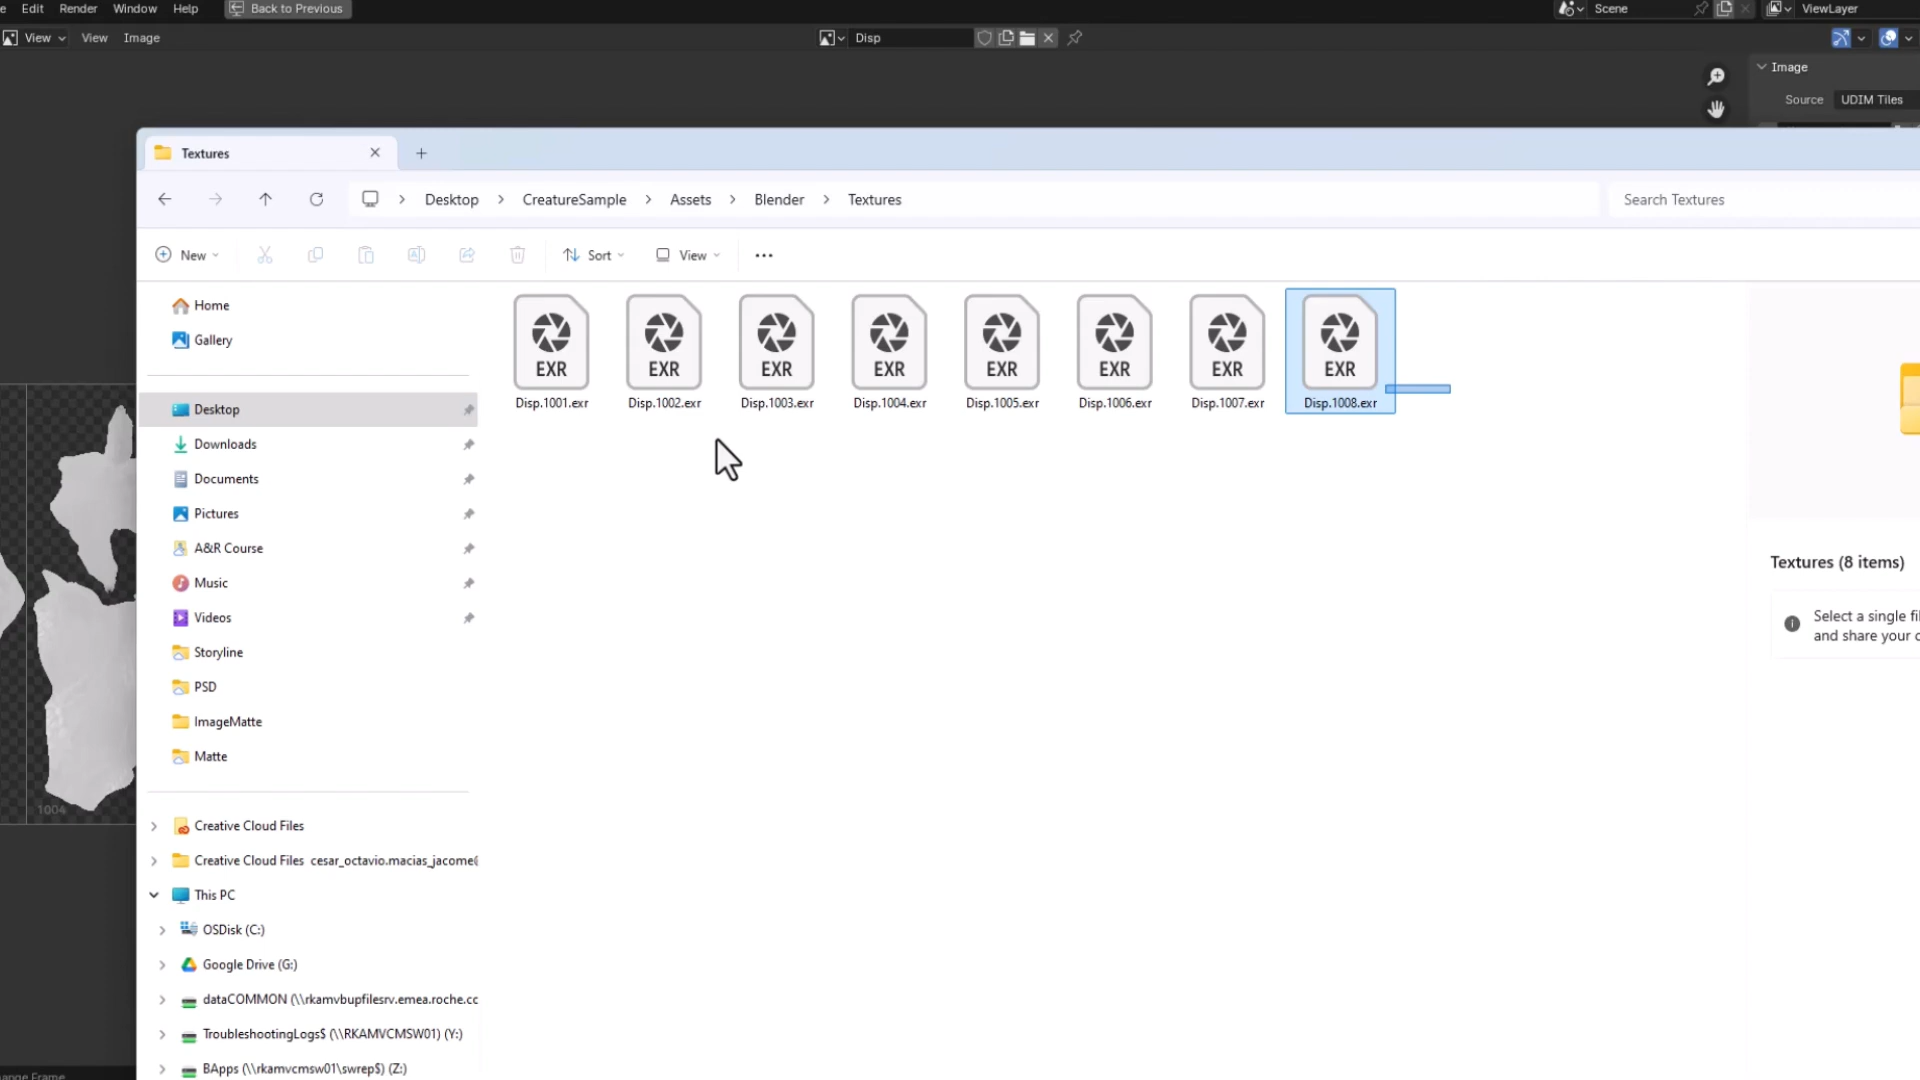 Edit Render Window Help Back to Previous Scene ViewLayer
View View Image Disp
Image
Source UDIM Tiles
Textures
Desktop CreatureSample Assets Blender Textures Search Textures
New Sort View
Home
Gallery
Desktop
Downloads
Documents
Pictures
A&R Course
Music
Videos
Storyline
PSD
ImageMatte
Matte
Creative Cloud Files
Creative Cloud Files cesar_octavio.macias_jacome@
This PC
OSDisk (C:)
Google Drive (G:)
dataCOMMON (\\rkamvbupfilesrv.emea.roche.cc
TroubleshootingLogs$ (\\RKAMVCMSW01) (Y:)
BApps (\\rkamvcmsw01\swrep$) (Z:)
EXR EXR EXR EXR EXR EXR EXR EXR
Disp.1001.exr Disp.1002.exr Disp.1003.exr Disp.1004.exr Disp.1005.exr Disp.1006.exr Disp.1007.exr Disp.1008.exr
Textures (8 items)
Select a single fil
and share your c
1004
ange Frame